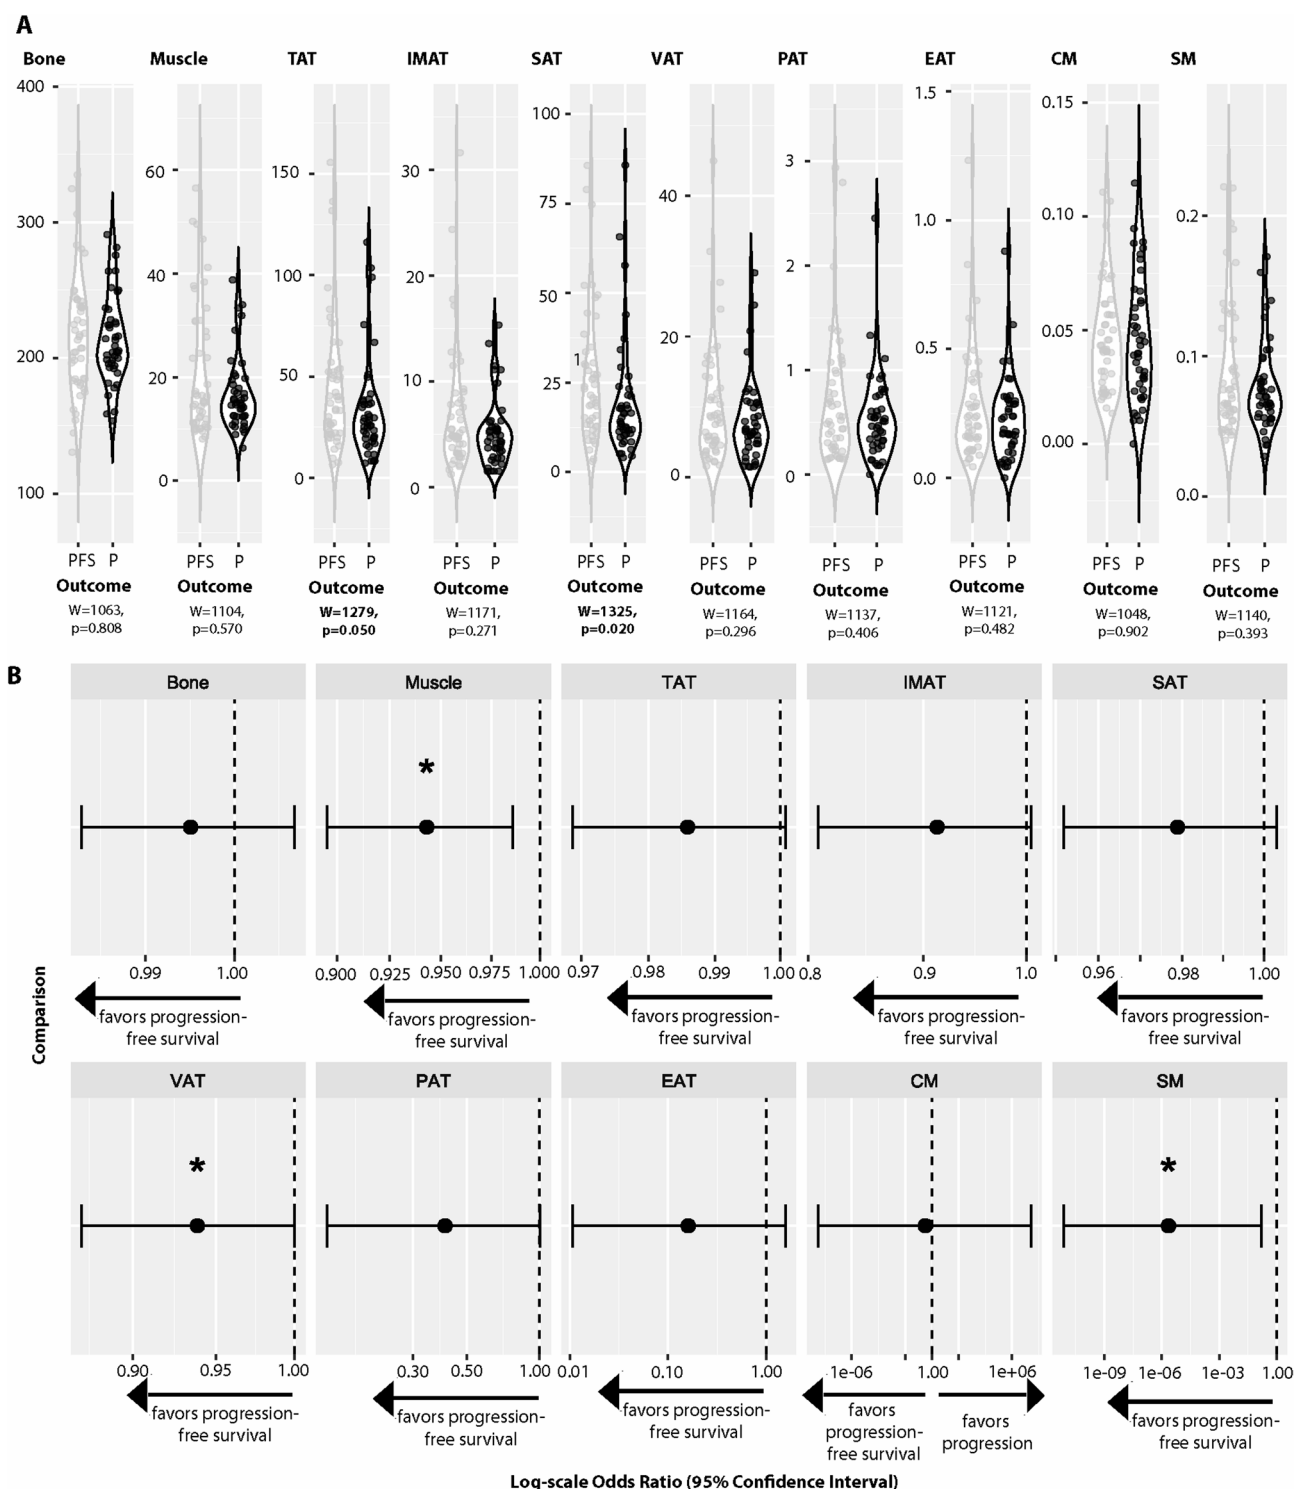 A
Bone Muscle TAT IMAT SAT VAT PAT EAT CM SM
400
300
200
100
60
40
20
0
150
100
50
0
30
20
10
0
100
75
50
1
25
0
40
20
0
3
2
1
0
1.5
1.0
0.5
0.0
0.15
0.10
0.05
0.00
0.2
0.1
0.0
PFS P PFS P PFS P PFS P PFS P PFS P PFS P PFS P PFS P PFS P
Outcome Outcome Outcome Outcome Outcome Outcome Outcome Outcome Outcome Outcome
W=1063, W=1104, W=1279, W=1171, W=1325, W=1164, W=1137, W=1121, W=1048, W=1140,
p=0.808 p=0.570 p=0.050 p=0.271 p=0.020 p=0.296 p=0.406 p=0.482 p=0.902 p=0.393
B
Bone Muscle TAT IMAT SAT
*
0.99 1.00 0.900 0.925 0.950 0.975 1.000 0.97 0.98 0.99 1.00 0.8 0.9 1.0 0.96 0.98 1.00
favors progression- favors progression- favors progression- favors progression- favors progression-
free survival free survival free survival free survival free survival
Comparison
VAT PAT EAT CM SM
* *
0.90 0.95 1.00 0.30 0.50 1.00 0.01 0.10 1.00 1e-06 1.00 1e+06 1e-09 1e-06 1e-03 1.00
favors progression- favors progression- favors progression- favors favors favors progression-
free survival free survival free survival progression- progression free survival
free survival
Log-scale Odds Ratio (95% Confidence Interval)